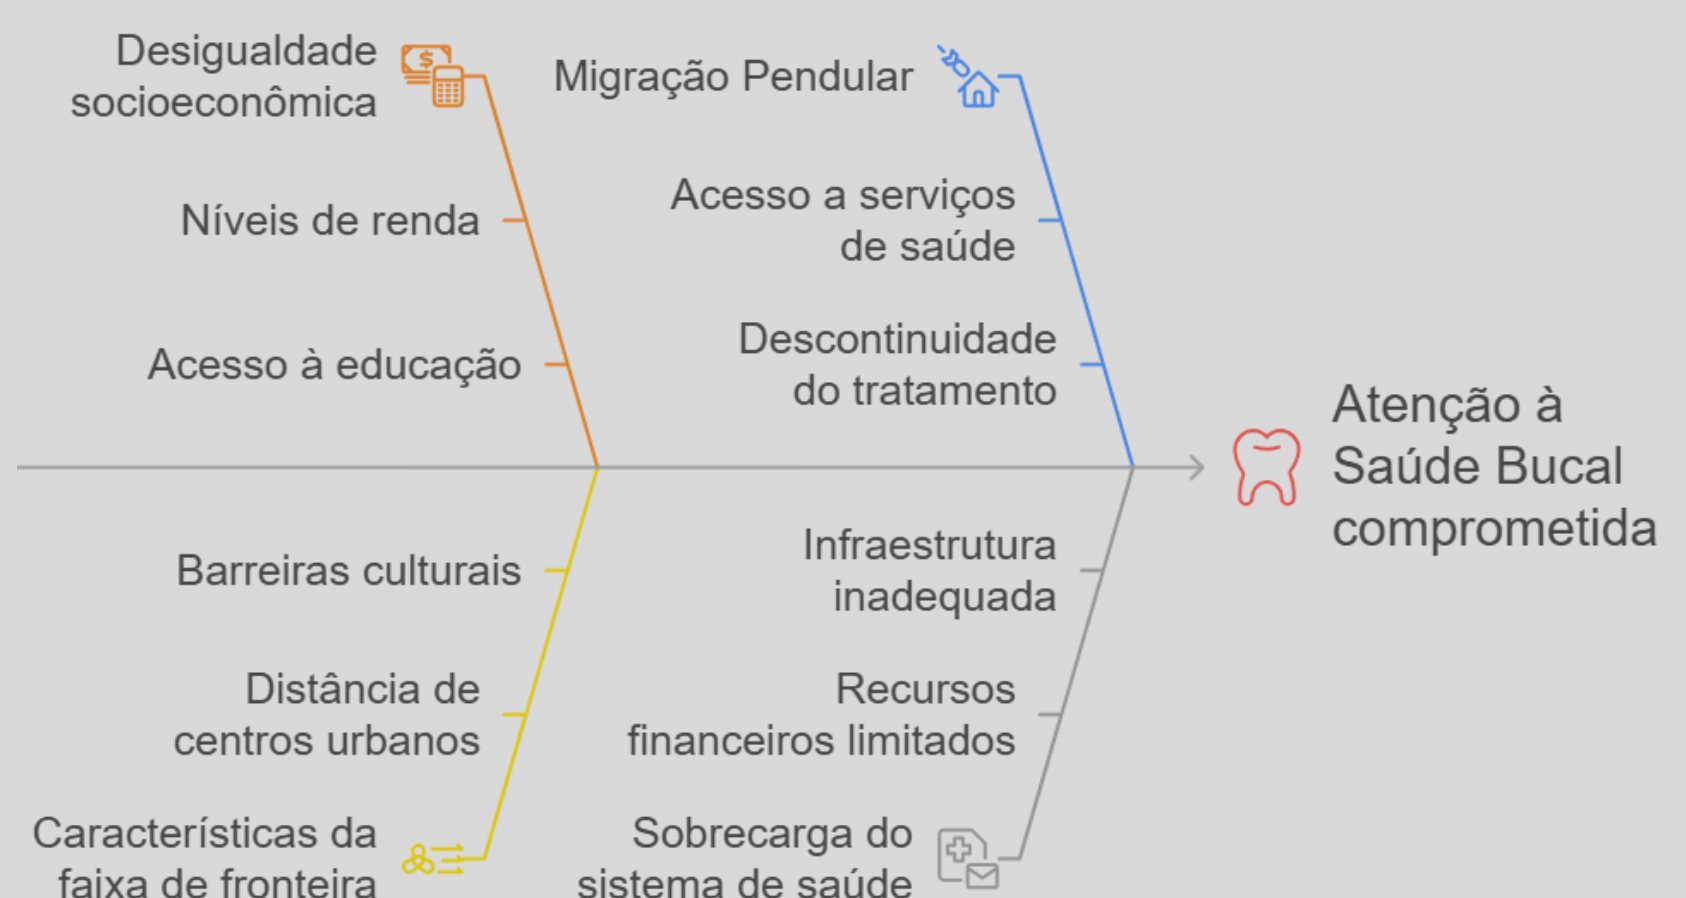 Desigualdade
socioeconômica
Níveis de renda
Acesso à educação
Migração Pendular
Acesso a serviços
de saúde
Descontinuidade
do tratamento
Atenção à
Saúde Bucal
comprometida
Barreiras culturais
Distância de
centros urbanos
Características da
faixa de fronteira
Infraestrutura
inadequada
Recursos
financeiros limitados
Sobrecarga do
sistema de saúde